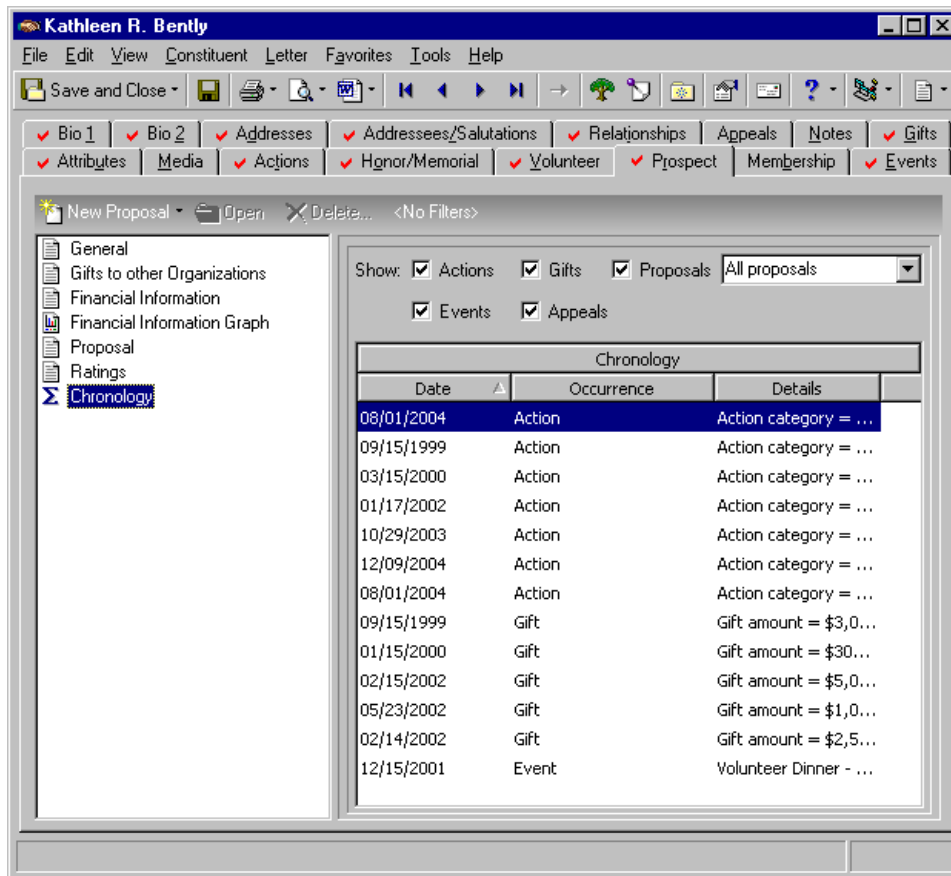 Kathleen R. Bently
File Edit View Constituent Letter Favorites Tools Help
Save and Close
Bio 1 Bio 2 Addresses Addressees/Salutations Relationships Appeals Notes Gifts
Attributes Media Actions Honor/Memorial Volunteer Prospect Membership Events
New Proposal Open Delete... <No Filters>
General
Gifts to other Organizations
Financial Information
Financial Information Graph
Proposal
Ratings
Chronology
Show: Actions Gifts Proposals All proposals
Events Appeals
Chronology
Date Occurrence Details
08/01/2004 Action Action category = ...
09/15/1999 Action Action category = ...
03/15/2000 Action Action category = ...
01/17/2002 Action Action category = ...
10/29/2003 Action Action category = ...
12/09/2004 Action Action category = ...
08/01/2004 Action Action category = ...
09/15/1999 Gift Gift amount = $3,0...
01/15/2000 Gift Gift amount = $30...
02/15/2002 Gift Gift amount = $5,0...
05/23/2002 Gift Gift amount = $1,0...
02/14/2002 Gift Gift amount = $2,5...
12/15/2001 Event Volunteer Dinner - ...